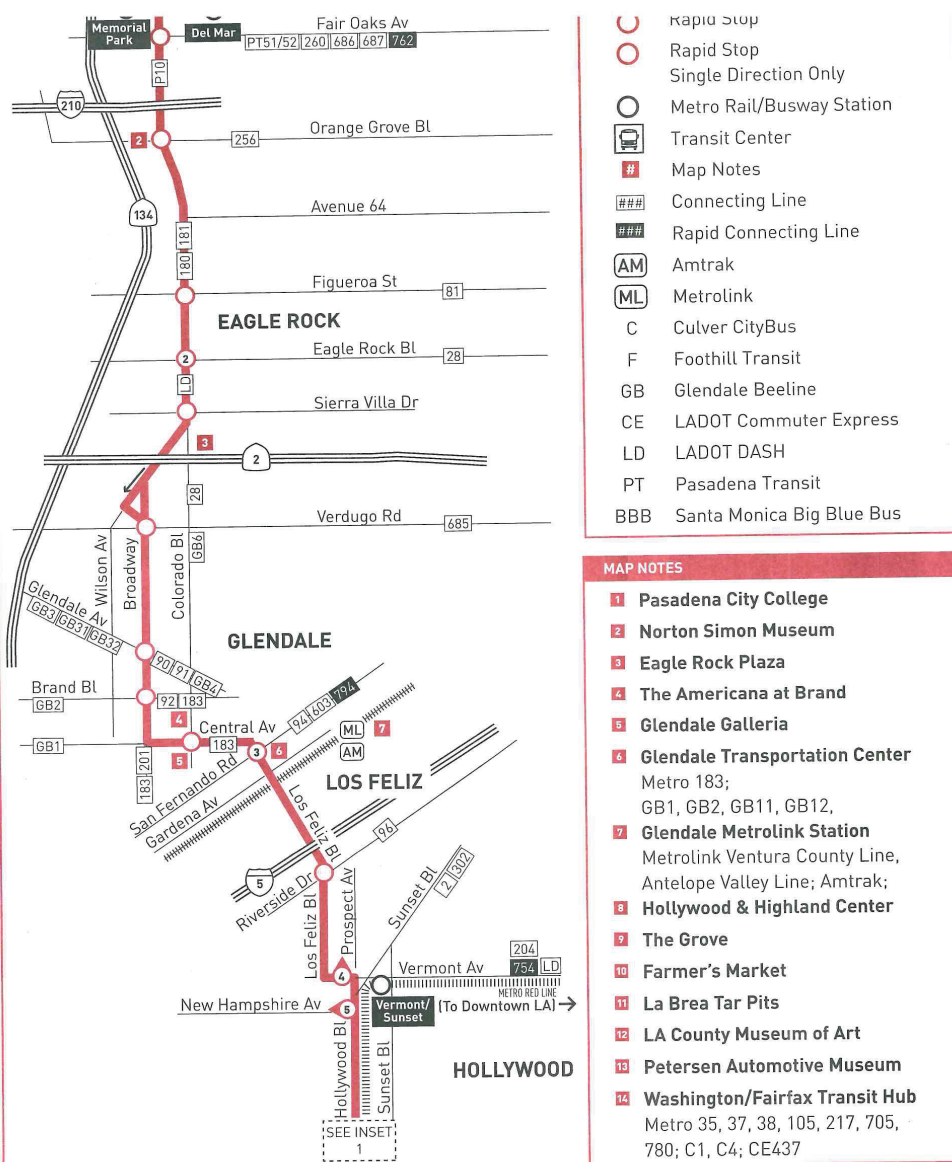 Memorial
Park
Del Mar
Fair Oaks Av
PT51/52 260 686 687 762
P10
210
2
256
Orange Grove Bl
Avenue 64
134
181
180
Figueroa St
81
EAGLE ROCK
2
Eagle Rock Bl
28
LD
Sierra Villa Dr
3
2
28
Verdugo Rd
685
Wilson Av
Broadway
Colorado Bl
GB6
Glendale Av
GB3 GB31 GB32
GLENDALE
90 91 GB4
Brand Bl
GB2
92 183
4
Central Av
GB1
183
5
183 201
3
6
94 603 794
ML
AM
7
San Fernando Rd
Gardena Av
LOS FELIZ
Los Feliz Bl
96
5
Riverside Dr
Los Feliz Bl
Prospect Av
Sunset Bl
2 302
4
Vermont Av
204
754 LD
METRO RED LINE
New Hampshire Av
5
Vermont/
Sunset
(To Downtown LA)→
Hollywood Bl
Sunset Bl
HOLLYWOOD
SEE INSET
1
Rapid Stop
Rapid Stop
Single Direction Only
Metro Rail/Busway Station
Transit Center
# Map Notes
### Connecting Line
### Rapid Connecting Line
AM Amtrak
ML Metrolink
C Culver CityBus
F Foothill Transit
GB Glendale Beeline
CE LADOT Commuter Express
LD LADOT DASH
PT Pasadena Transit
BBB Santa Monica Big Blue Bus
MAP NOTES
1 Pasadena City College
2 Norton Simon Museum
3 Eagle Rock Plaza
4 The Americana at Brand
5 Glendale Galleria
6 Glendale Transportation Center
Metro 183;
GB1, GB2, GB11, GB12,
7 Glendale Metrolink Station
Metrolink Ventura County Line,
Antelope Valley Line; Amtrak;
8 Hollywood & Highland Center
9 The Grove
10 Farmer's Market
11 La Brea Tar Pits
12 LA County Museum of Art
13 Petersen Automotive Museum
14 Washington/Fairfax Transit Hub
Metro 35, 37, 38, 105, 217, 705,
780; C1, C4; CE437